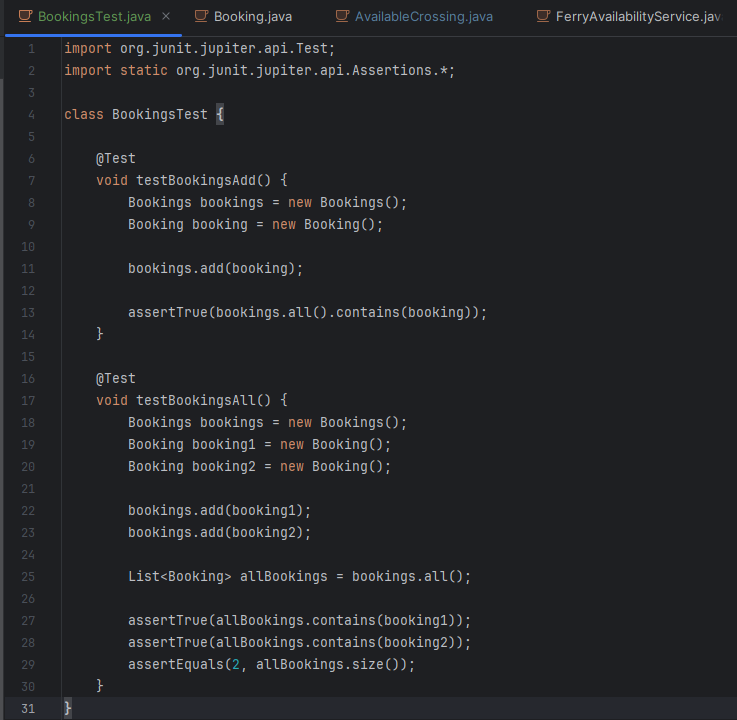 BookingsTest.java × Booking.java AvailableCrossing.java FerryAvailabilityService.jav
1 import org.junit.jupiter.api.Test;
2 import static org.junit.jupiter.api.Assertions.*;
3
4 class BookingsTest {
5
6 @Test
7 void testBookingsAdd() {
8 Bookings bookings = new Bookings();
9 Booking booking = new Booking();
10
11 bookings.add(booking);
12
13 assertTrue(bookings.all().contains(booking));
14 }
15
16 @Test
17 void testBookingsAll() {
18 Bookings bookings = new Bookings();
19 Booking booking1 = new Booking();
20 Booking booking2 = new Booking();
21
22 bookings.add(booking1);
23 bookings.add(booking2);
24
25 List<Booking> allBookings = bookings.all();
26
27 assertTrue(allBookings.contains(booking1));
28 assertTrue(allBookings.contains(booking2));
29 assertEquals(2, allBookings.size());
30 }
31 }